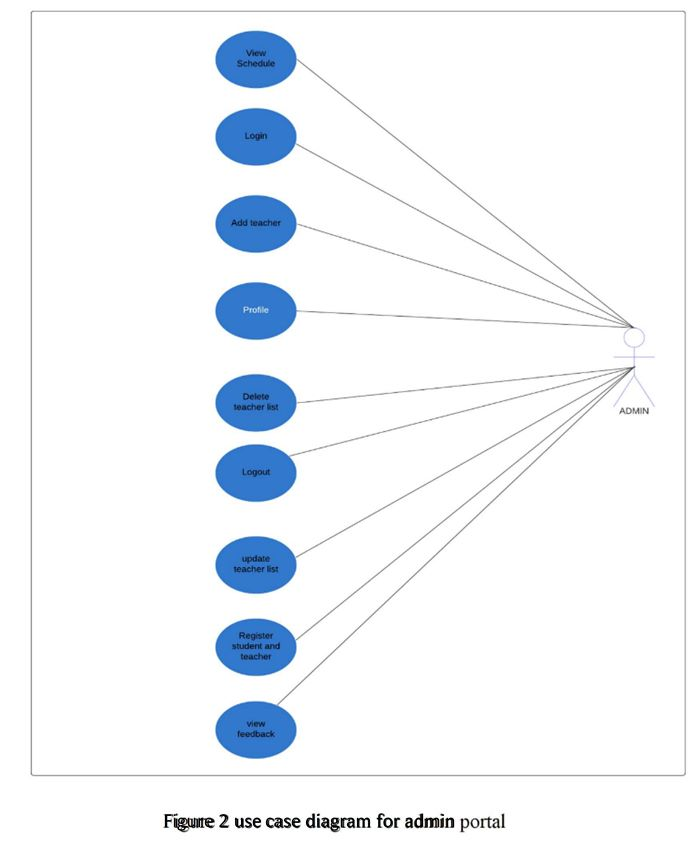 View
Schedule
Login
Add teacher
Profile
Delete
teacher list
Logout
update
teacher list
Register
student and
teacher
view
feedback
ADMIN
Figure 2 use case diagram for admin portal